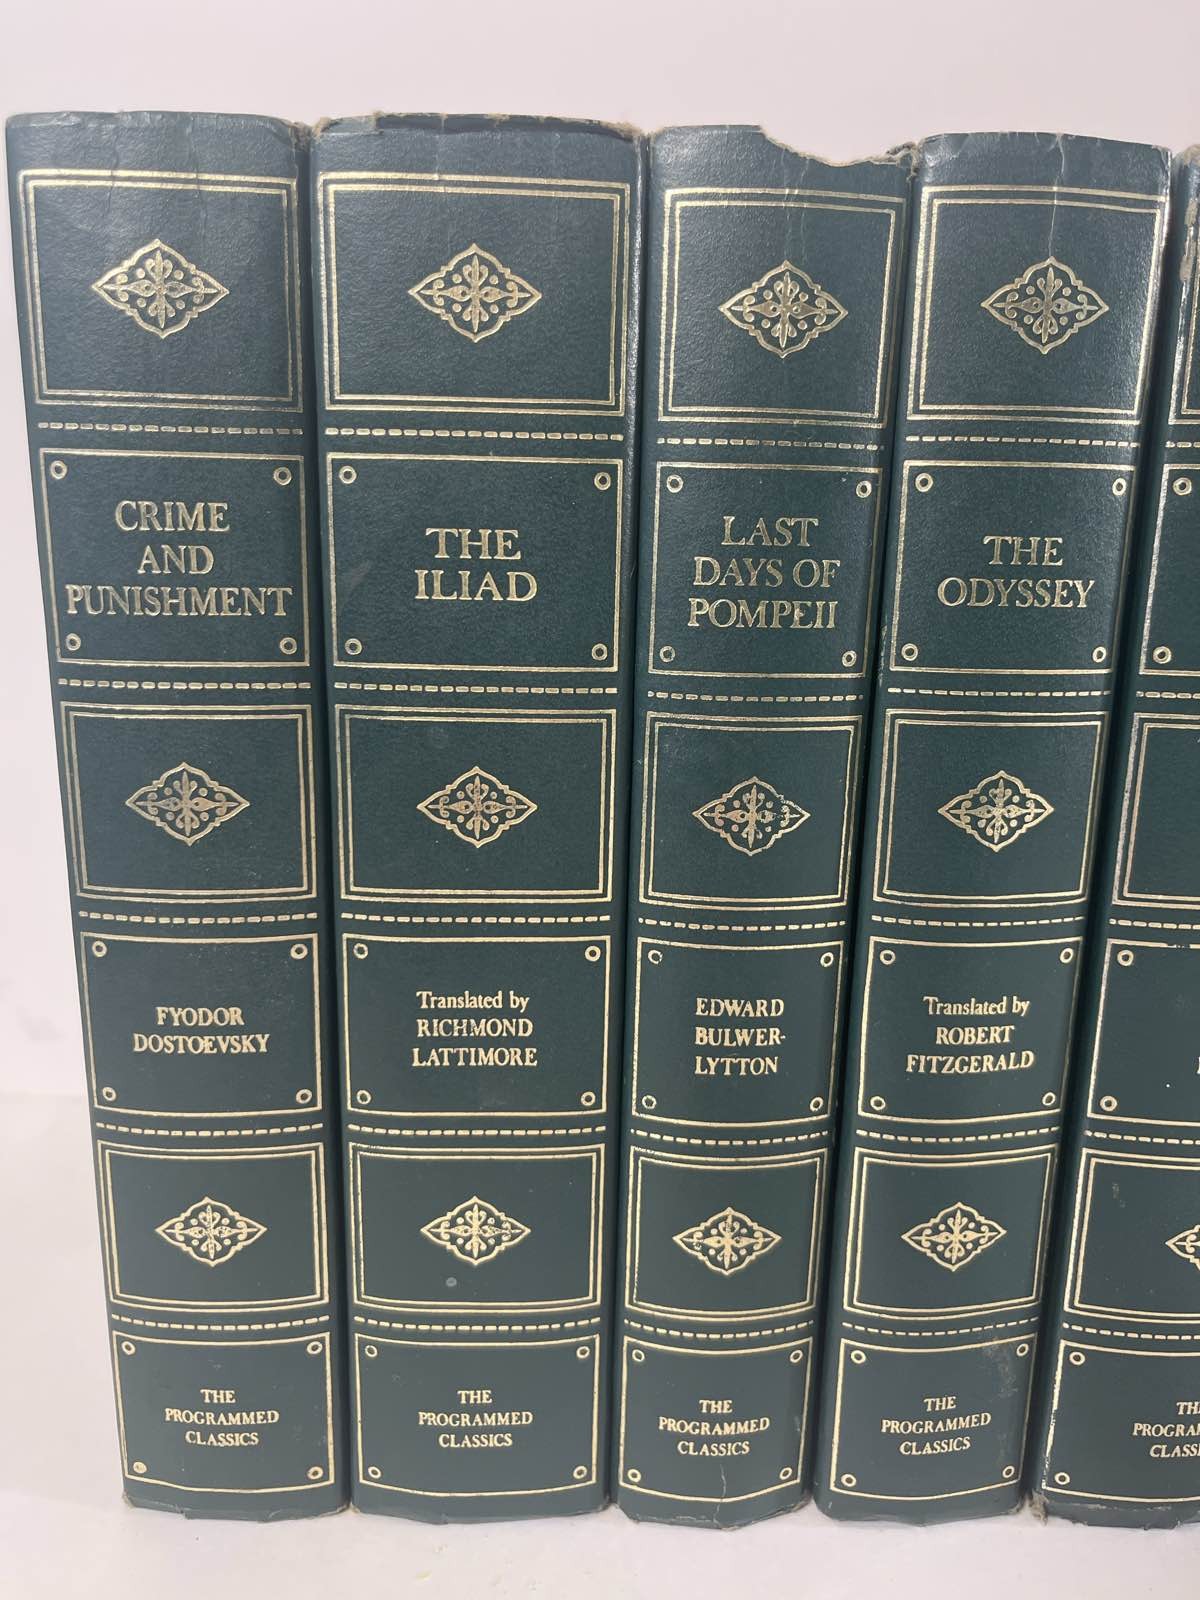 CRIME
AND
PUNISHMENT
FYODOR
DOSTOEVSKY
THE
PROGRAMMED
CLASSICS
THE
ILIAD
Translated by
RICHMOND
LATTIMORE
THE
PROGRAMMED
CLASSICS
LAST
DAYS OF
POMPEII
EDWARD
BULWER-
LYTTON
THE
PROGRAMMED
CLASSICS
THE
ODYSSEY
Translated by
ROBERT
FITZGERALD
THE
PROGRAMMED
CLASSICS